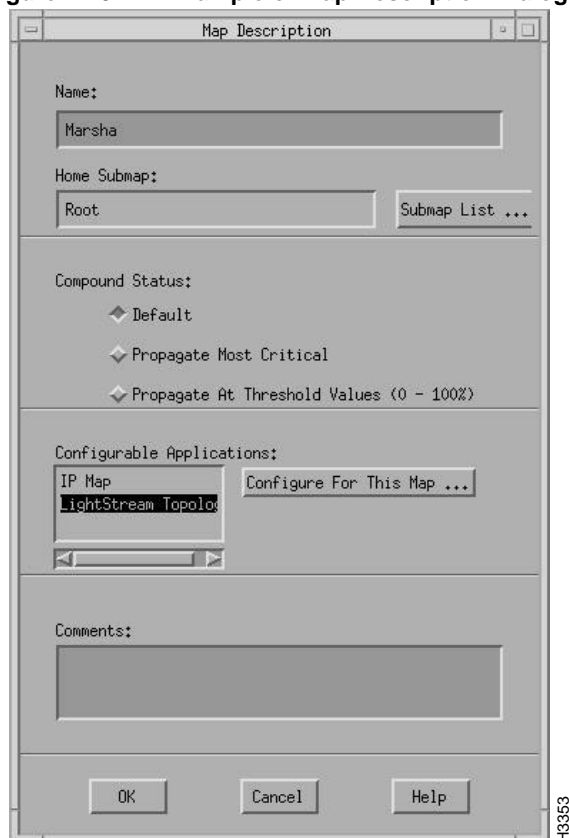 Map Description
Name:
Marsha
Home Submap:
Root
Submap List ...
Compound Status:
Default
Propagate Most Critical
Propagate At Threshold Values (0 - 100%)
Configurable Applications:
IP Map
LightStream Topolog
Configure For This Map ...
Comments:
OK Cancel Help
H3353